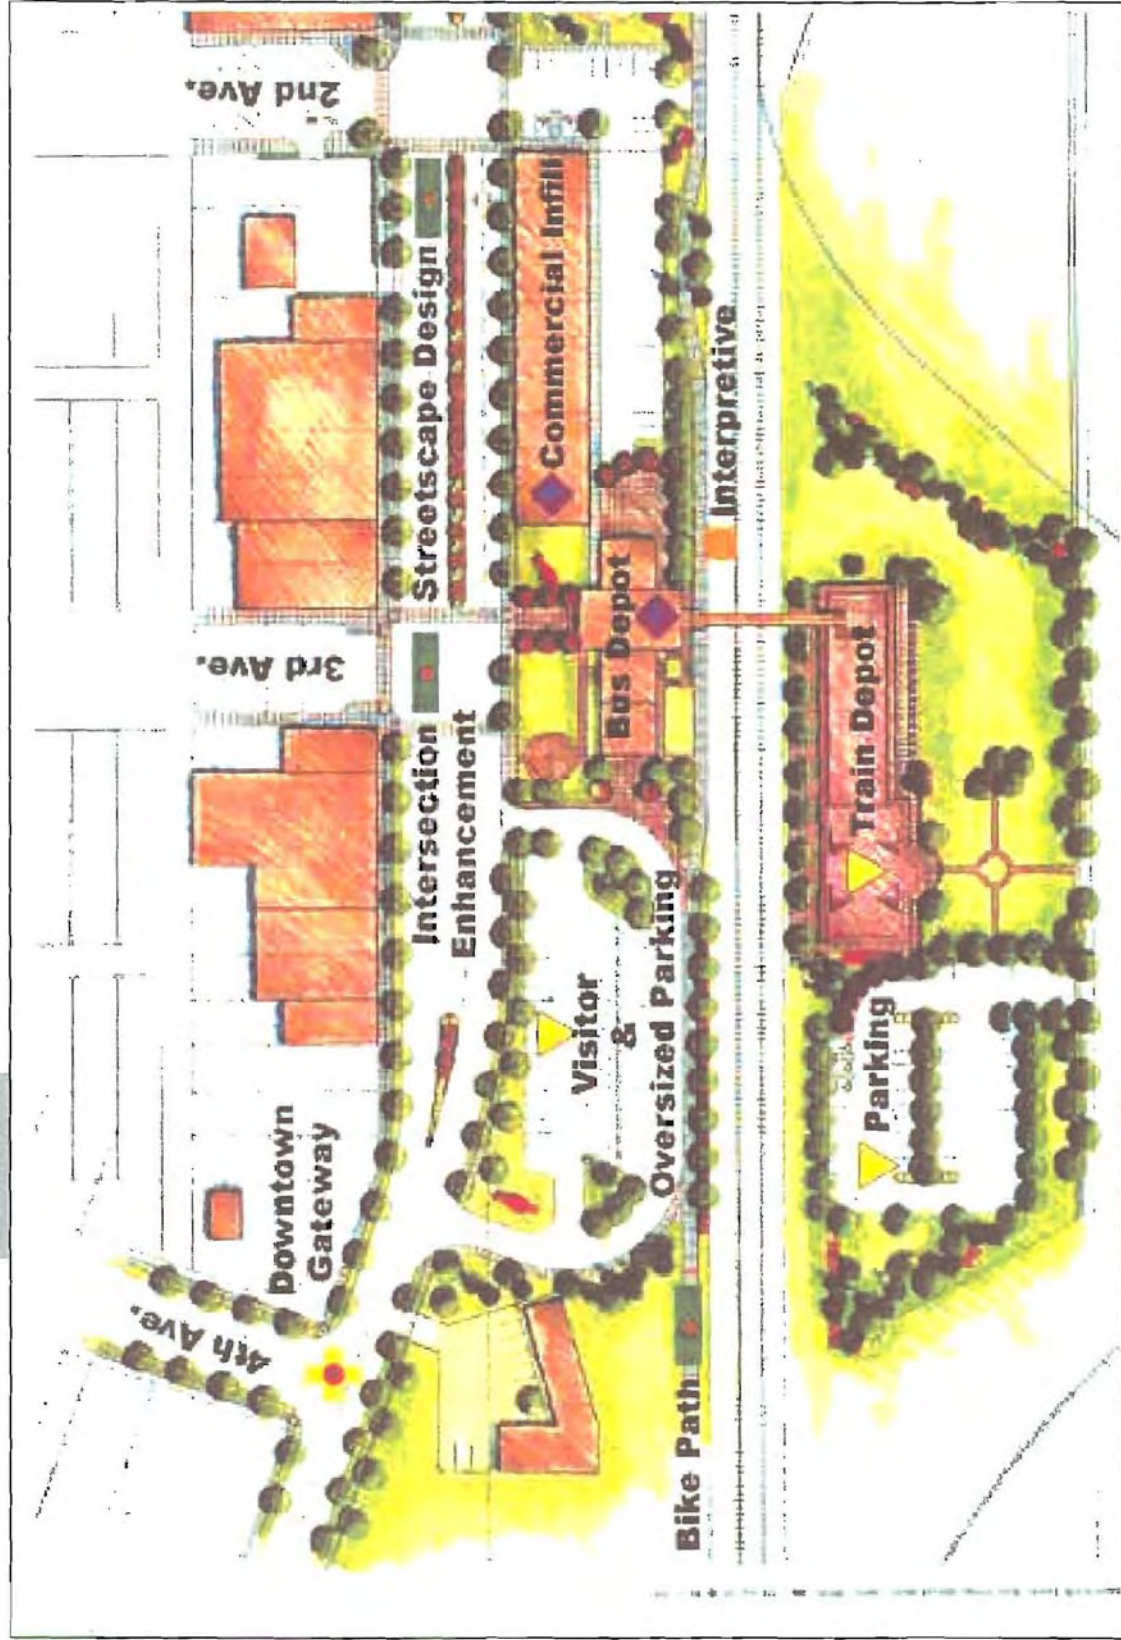 4th Ave.
3rd Ave.
2nd Ave.
Downtown
Gateway
Intersection
Enhancement
Streetscape Design
Visitor
&
Oversized Parking
Bus Depot
Commercial Infill
Bike Path
Interpretive
Parking
Train Depot